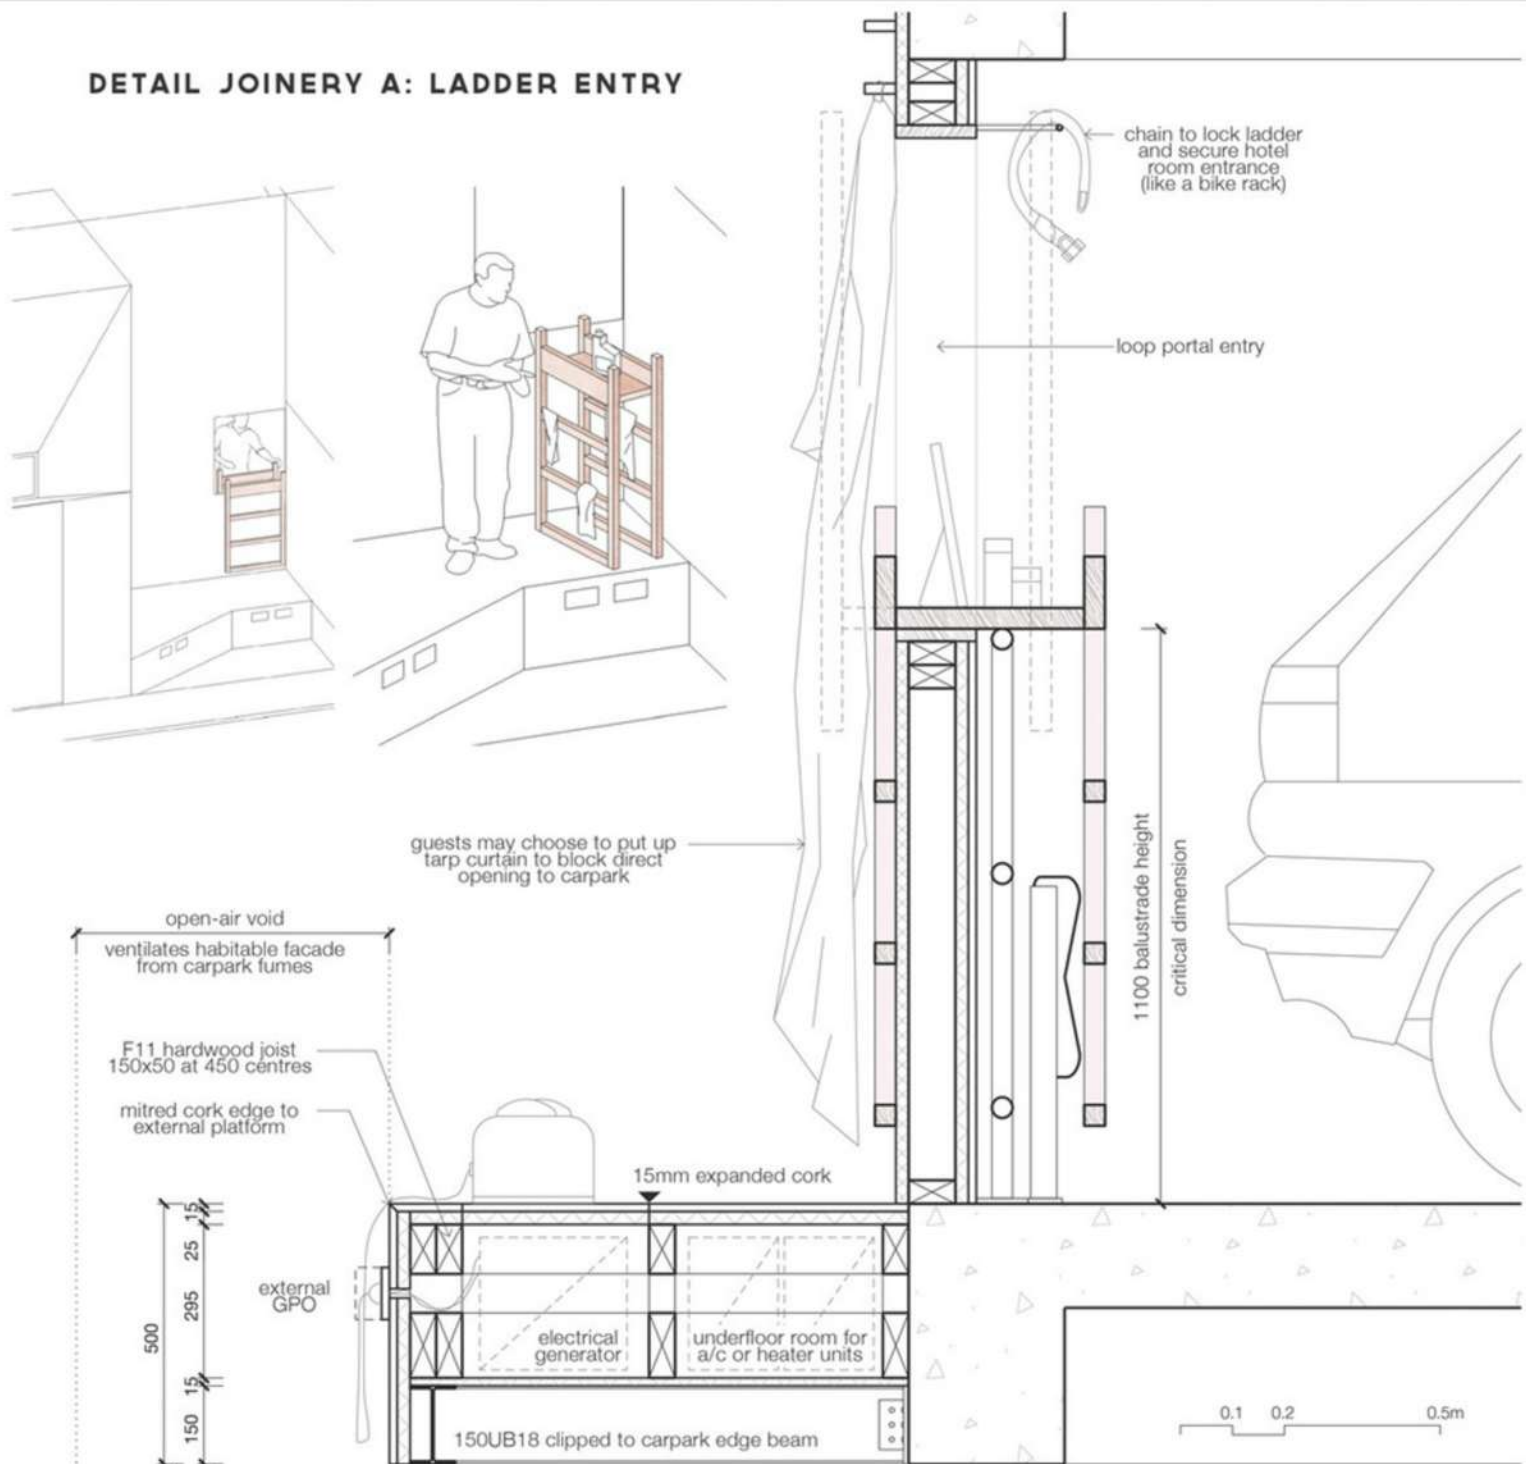 DETAIL JOINERY A: LADDER ENTRY
chain to lock ladder
and secure hotel
room entrance
(like a bike rack)
loop portal entry
guests may choose to put up
tarp curtain to block direct
opening to carpark
1100 balustrade height
critical dimension
open-air void
ventilates habitable facade
from carpark fumes
F11 hardwood joist
150x50 at 450 centres
mitred cork edge to
external platform
15mm expanded cork
15
25
295
15
150
500
external
GPO
electrical
generator
underfloor room for
a/c or heater units
150UB18 clipped to carpark edge beam
0.1 0.2 0.5m